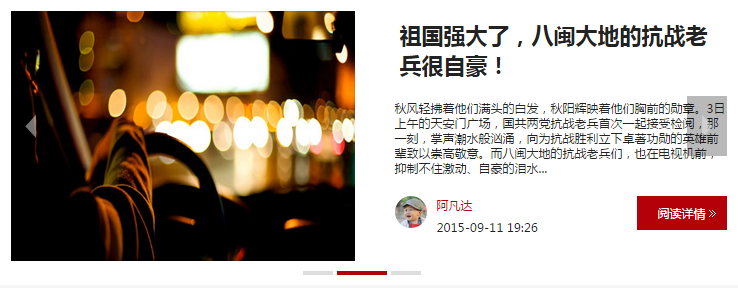 祖国强大了，八闽大地的抗战老
兵很自豪！
秋风轻拂着他们满头的白发，秋阳辉映着他们胸前的勋章。3日
上午的天安门广场，国共两党抗战老兵首次一起接受检阅，那
一刻，掌声潮水般汹涌，向为抗战胜利立下卓著功勋的英雄前
辈致以崇高敬意。而八闽大地的抗战老兵们，也在电视机前，
抑制不住激动、自豪的泪水...
阿凡达
2015-09-11 19:26
阅读详情 »